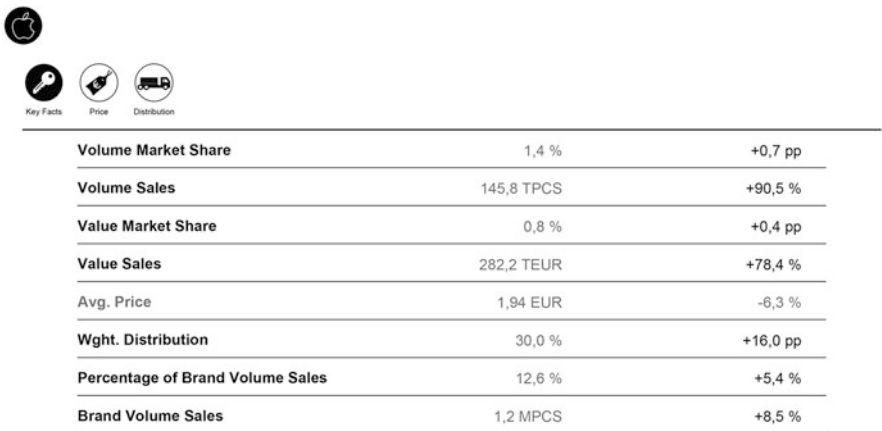 Key Facts Price Distribution
Volume Market Share 1,4 % +0,7 pp
Volume Sales 145,8 TPCS +90,5 %
Value Market Share 0,8 % +0,4 pp
Value Sales 282,2 TEUR +78,4 %
Avg. Price 1,94 EUR -6,3 %
Wght. Distribution 30,0 % +16,0 pp
Percentage of Brand Volume Sales 12,6 % +5,4 %
Brand Volume Sales 1,2 MPCS +8,5 %